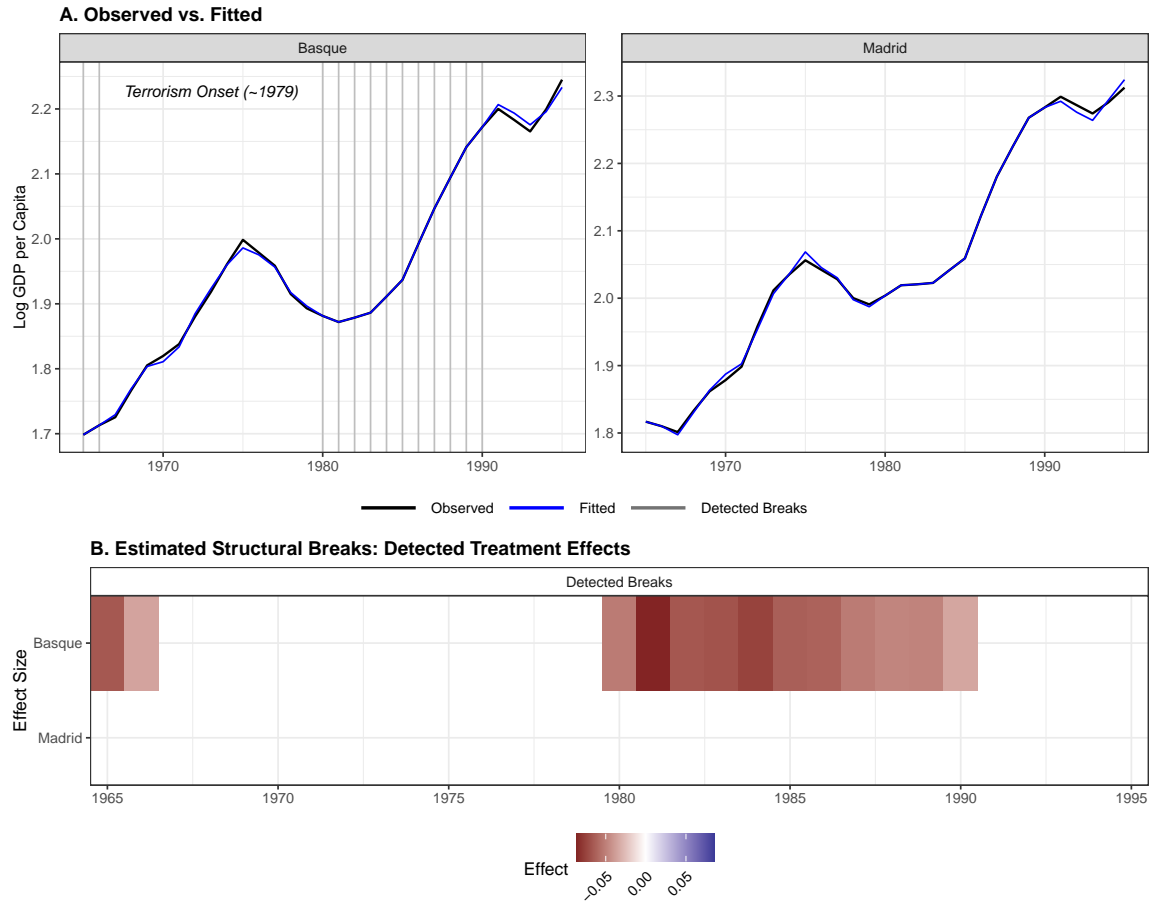 A. Observed vs. Fitted
Basque
Madrid
Terrorism Onset (~1979)
Log GDP per Capita
2.2
2.1
2.0
1.9
1.8
1.7
1970
1980
1990
2.3
2.2
2.1
2.0
1.9
1.8
1970
1980
1990
Observed
Fitted
Detected Breaks
B. Estimated Structural Breaks: Detected Treatment Effects
Detected Breaks
Effect Size
Basque
Madrid
1965
1970
1975
1980
1985
1990
1995
Effect
−0.05
0.00
0.05